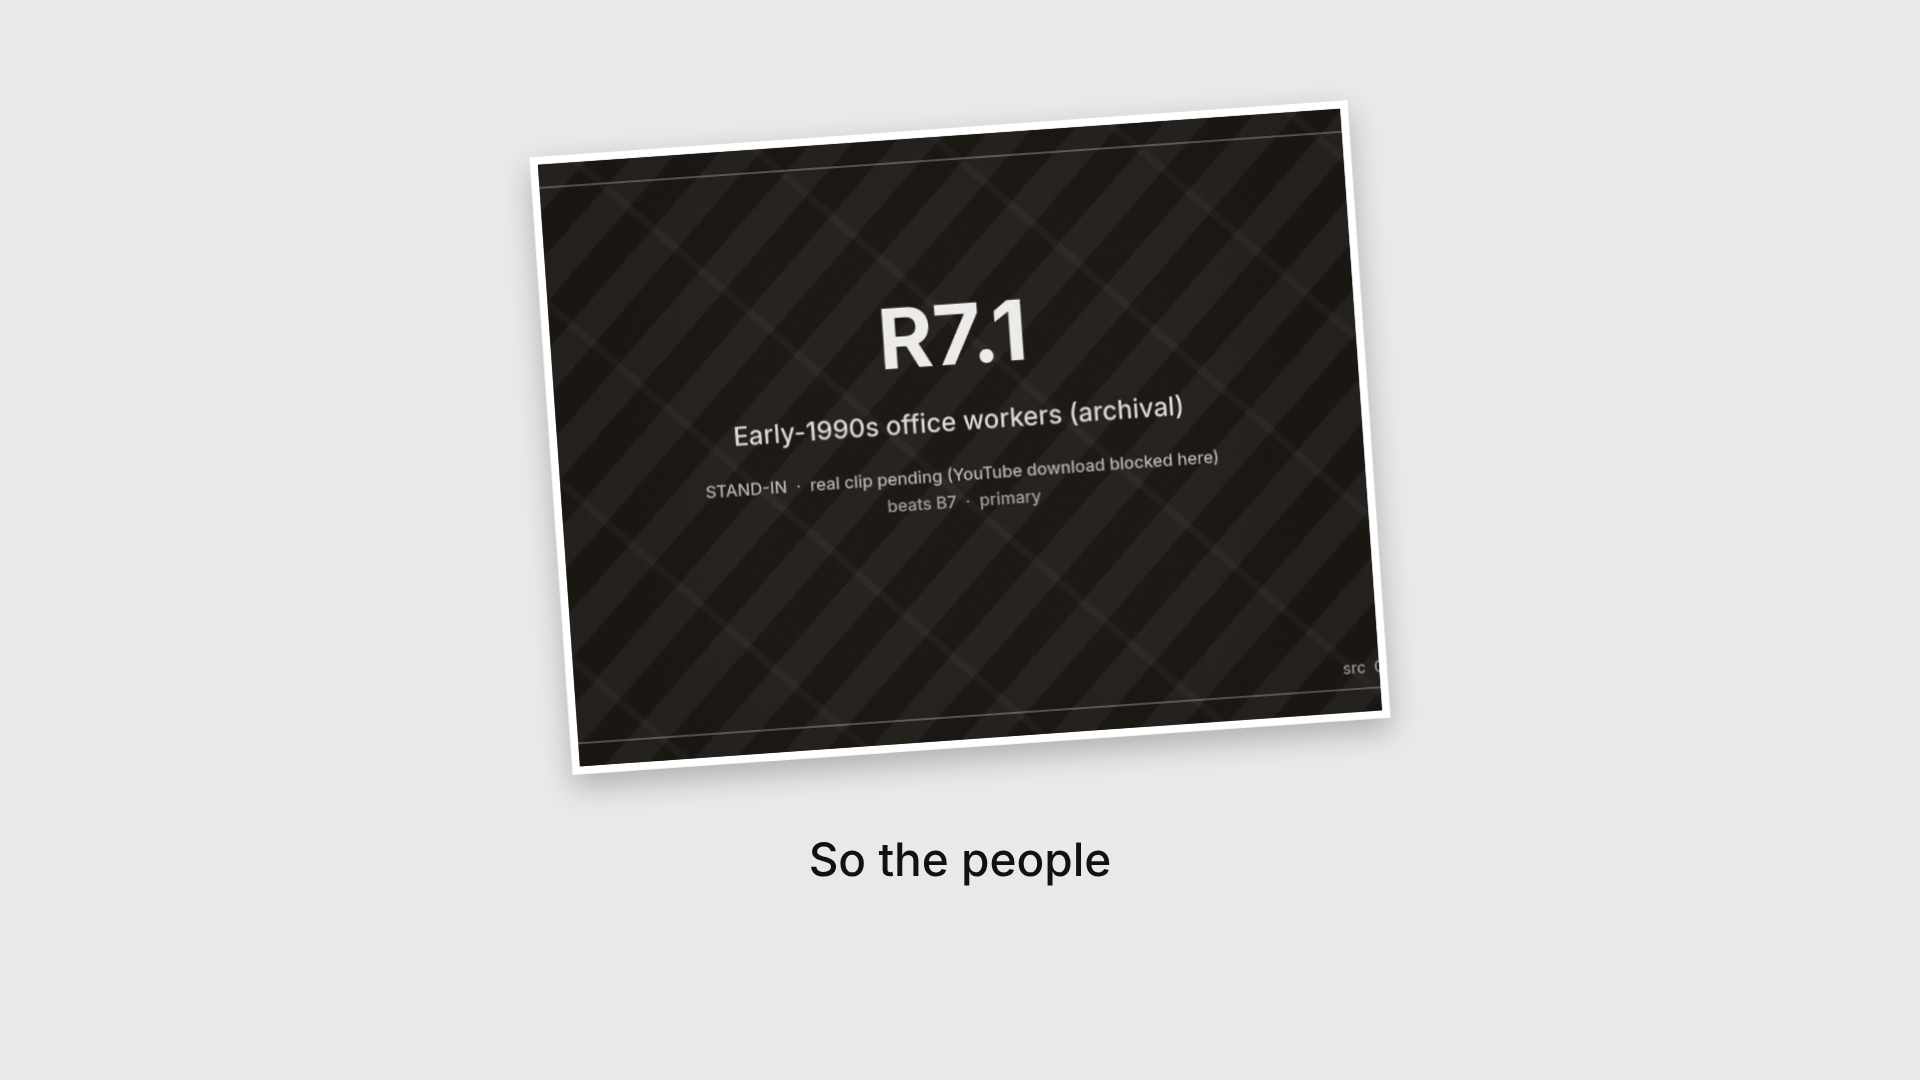 R7.1
Early-1990s office workers (archival)
STAND-IN · real clip pending (YouTube download blocked here)
beats B7 · primary
src
So the people